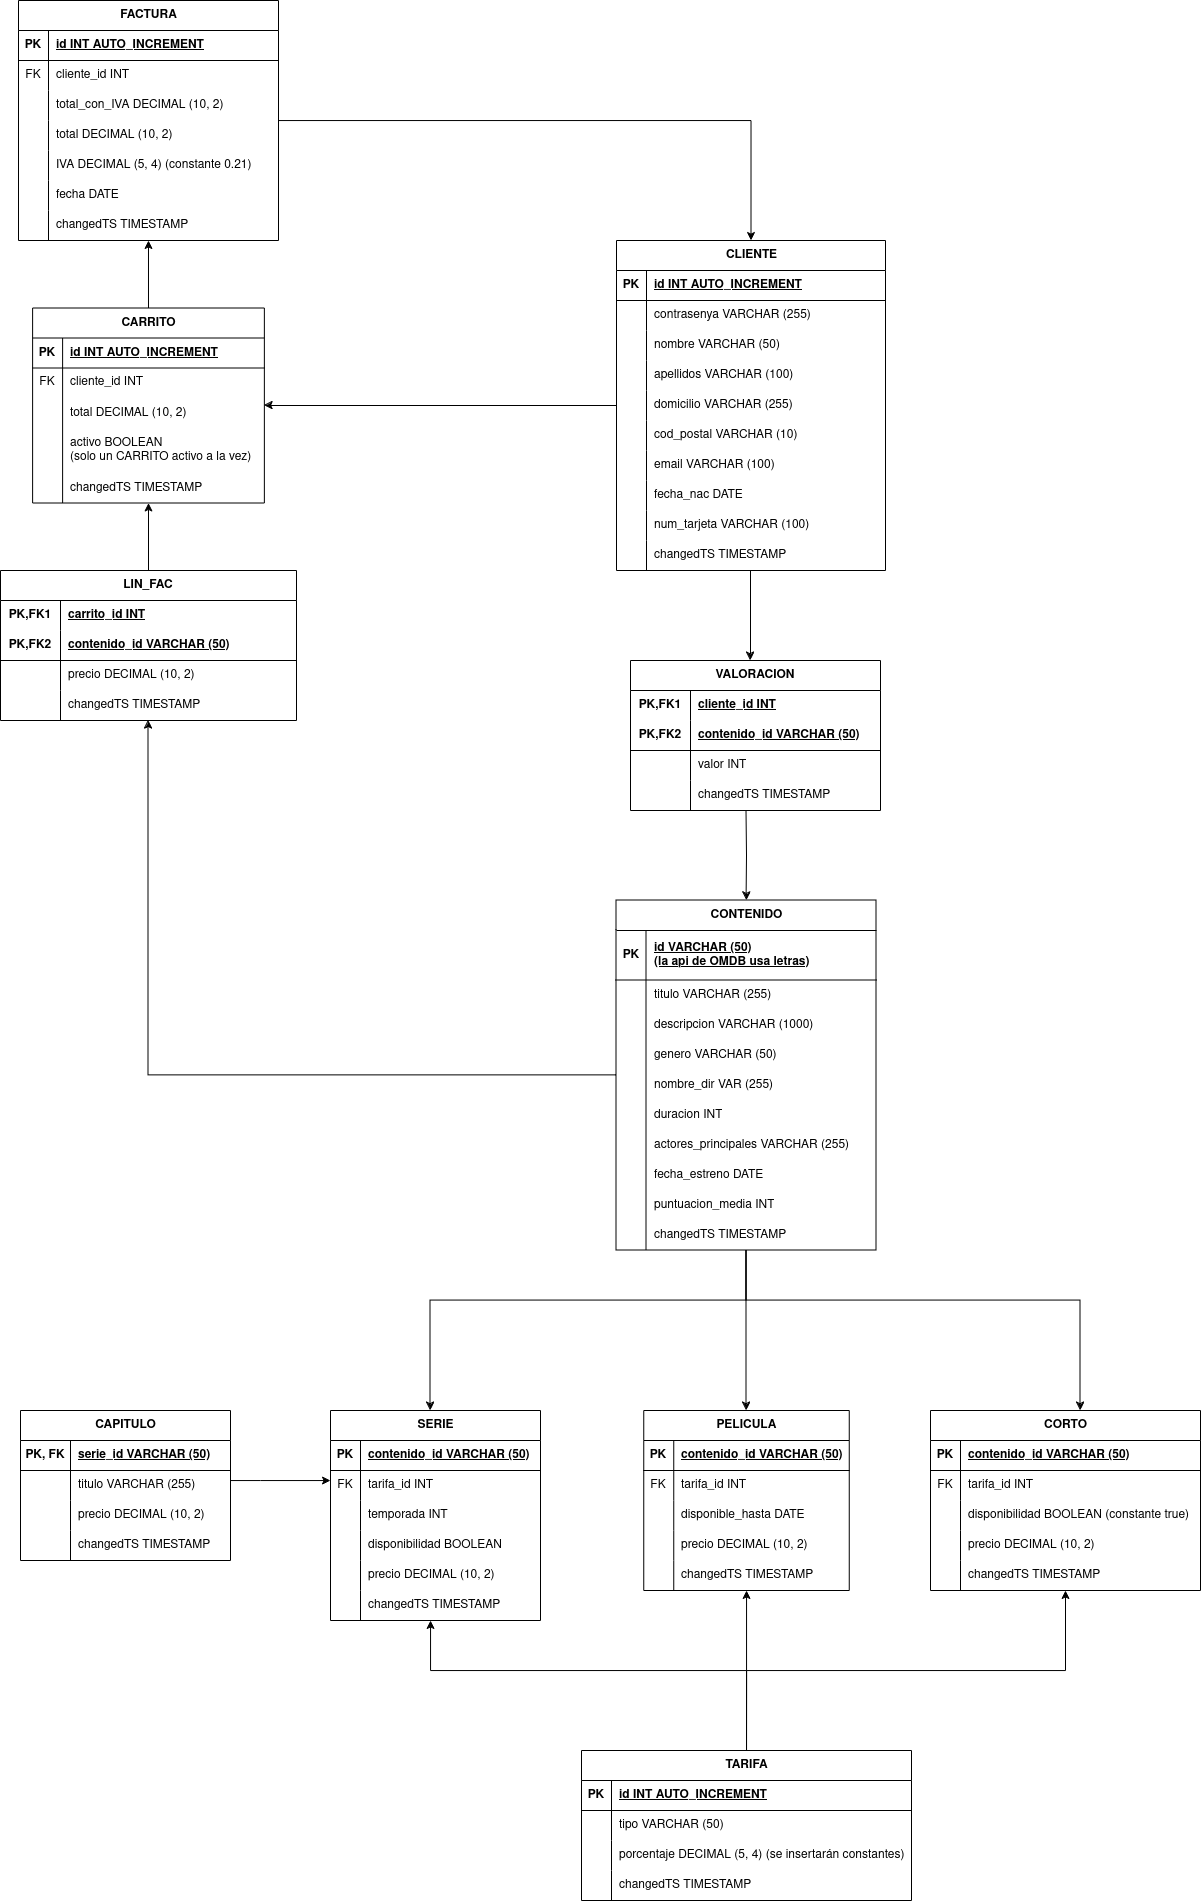 FACTURA
PK id INT AUTO_INCREMENT
FK cliente_id INT
total_con_IVA DECIMAL (10, 2)
total DECIMAL (10, 2)
IVA DECIMAL (5, 4) (constante 0.21)
fecha DATE
changedTS TIMESTAMP
CLIENTE
PK id INT AUTO_INCREMENT
contrasenya VARCHAR (255)
nombre VARCHAR (50)
apellidos VARCHAR (100)
domicilio VARCHAR (255)
cod_postal VARCHAR (10)
email VARCHAR (100)
fecha_nac DATE
num_tarjeta VARCHAR (100)
changedTS TIMESTAMP
CARRITO
PK id INT AUTO_INCREMENT
FK cliente_id INT
total DECIMAL (10, 2)
activo BOOLEAN
(solo un CARRITO activo a la vez)
changedTS TIMESTAMP
LIN_FAC
PK,FK1 carrito_id INT
PK,FK2 contenido_id VARCHAR (50)
precio DECIMAL (10, 2)
changedTS TIMESTAMP
VALORACION
PK,FK1 cliente_id INT
PK,FK2 contenido_id VARCHAR (50)
valor INT
changedTS TIMESTAMP
CONTENIDO
PK id VARCHAR (50)
(la api de OMDB usa letras)
titulo VARCHAR (255)
descripcion VARCHAR (1000)
genero VARCHAR (50)
nombre_dir VAR (255)
duracion INT
actores_principales VARCHAR (255)
fecha_estreno DATE
puntuacion_media INT
changedTS TIMESTAMP
CAPITULO
PK, FK serie_id VARCHAR (50)
titulo VARCHAR (255)
precio DECIMAL (10, 2)
changedTS TIMESTAMP
SERIE
PK contenido_id VARCHAR (50)
FK tarifa_id INT
temporada INT
disponibilidad BOOLEAN
precio DECIMAL (10, 2)
changedTS TIMESTAMP
PELICULA
PK contenido_id VARCHAR (50)
FK tarifa_id INT
disponible_hasta DATE
precio DECIMAL (10, 2)
changedTS TIMESTAMP
CORTO
PK contenido_id VARCHAR (50)
FK tarifa_id INT
disponibilidad BOOLEAN (constante true)
precio DECIMAL (10, 2)
changedTS TIMESTAMP
TARIFA
PK id INT AUTO_INCREMENT
tipo VARCHAR (50)
porcentaje DECIMAL (5, 4) (se insertarán constantes)
changedTS TIMESTAMP